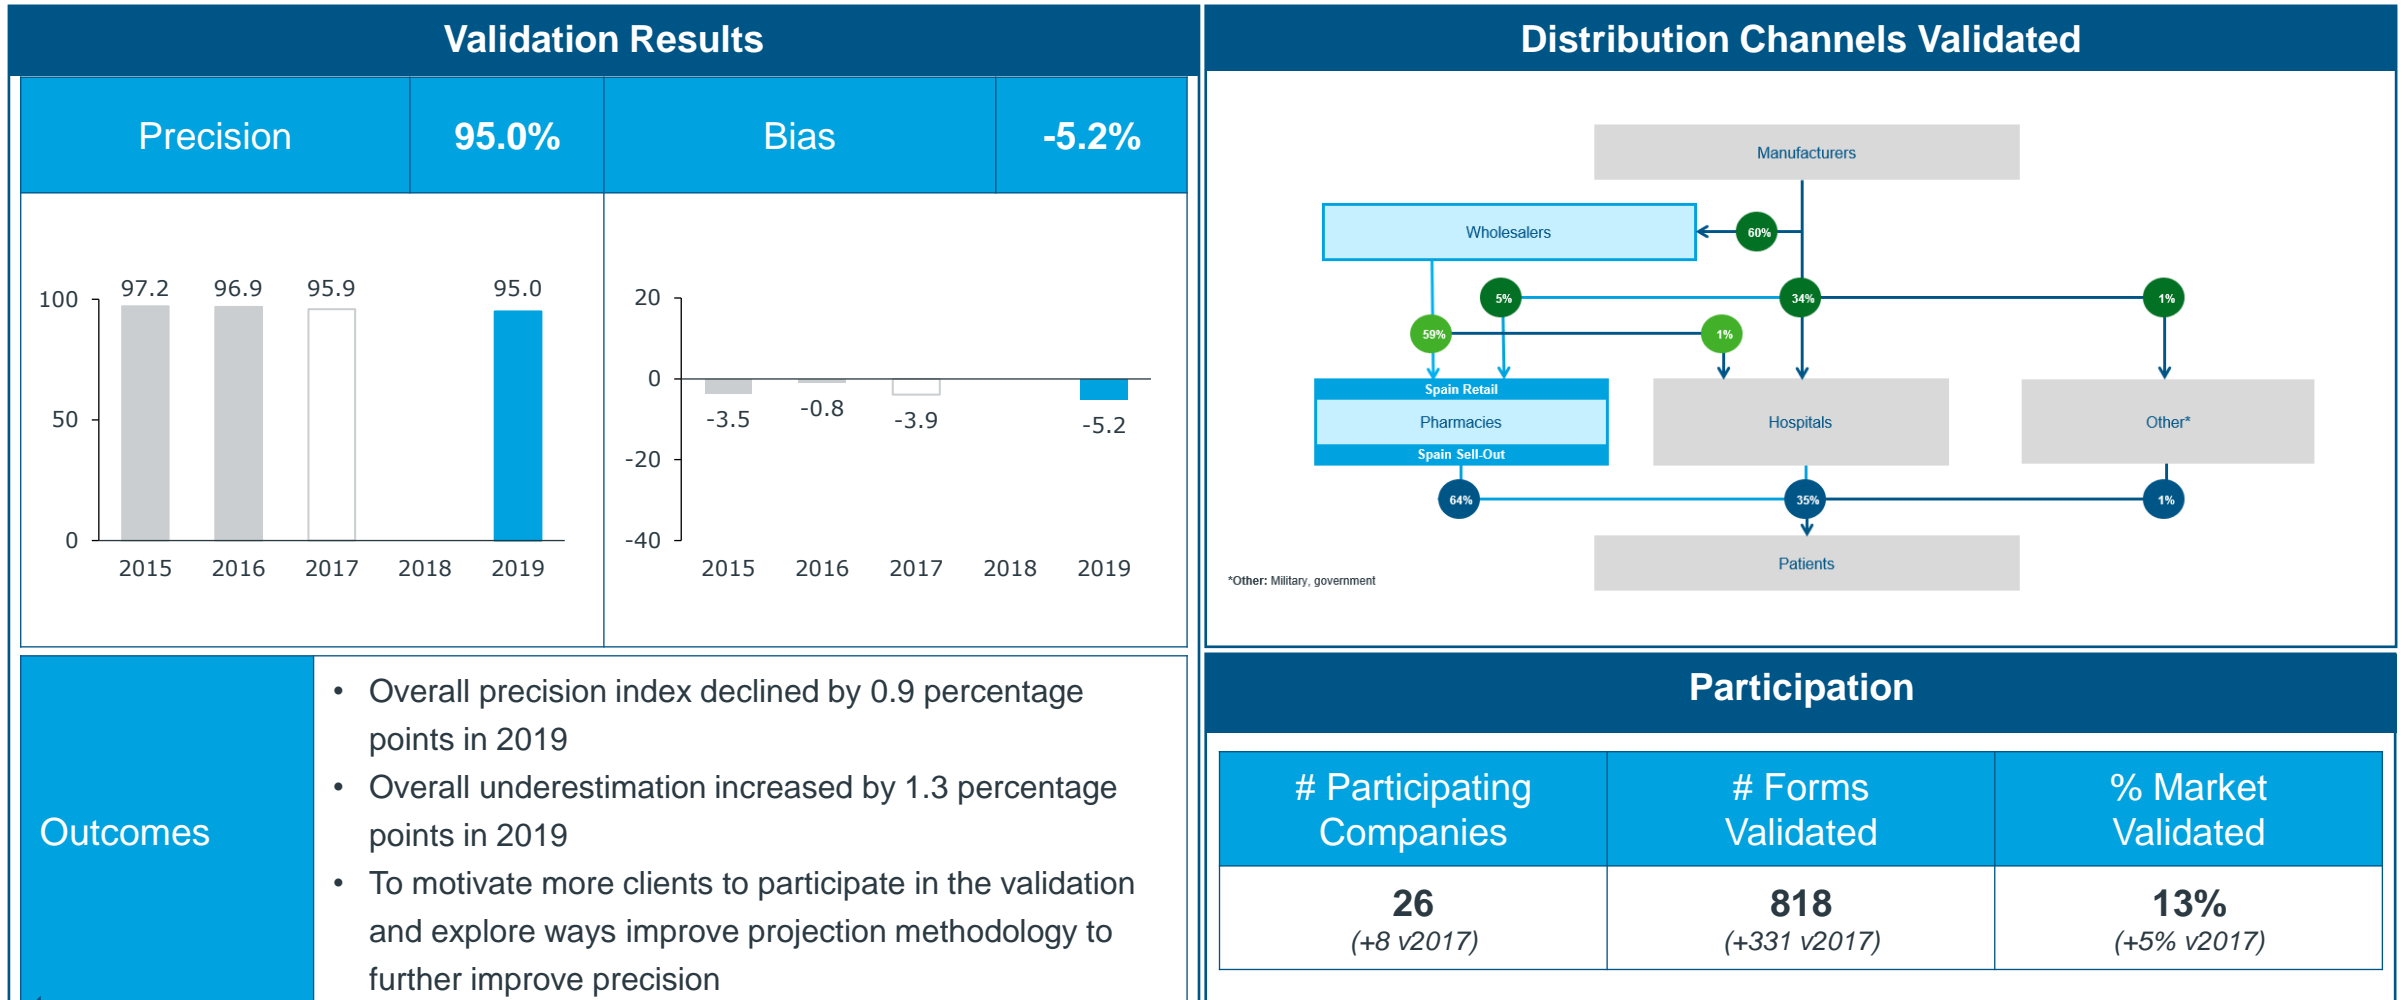 Validation Results
Precision
95.0%
Bias
-5.2%
100
50
0
97.2
96.9
95.9
95.0
2015
2016
2017
2018
2019
20
0
-20
-40
-3.5
-0.8
-3.9
-5.2
2015
2016
2017
2018
2019
Outcomes
• Overall precision index declined by 0.9 percentage
points in 2019
• Overall underestimation increased by 1.3 percentage
points in 2019
• To motivate more clients to participate in the validation
and explore ways improve projection methodology to
further improve precision
Distribution Channels Validated
Manufacturers
Wholesalers
60%
5%
34%
1%
59%
1%
Spain Retail
Pharmacies
Spain Sell-Out
Hospitals
Other*
64%
35%
1%
Patients
*Other: Military, government
Participation
# Participating
Companies
# Forms
Validated
% Market
Validated
26
(+8 v2017)
818
(+331 v2017)
13%
(+5% v2017)